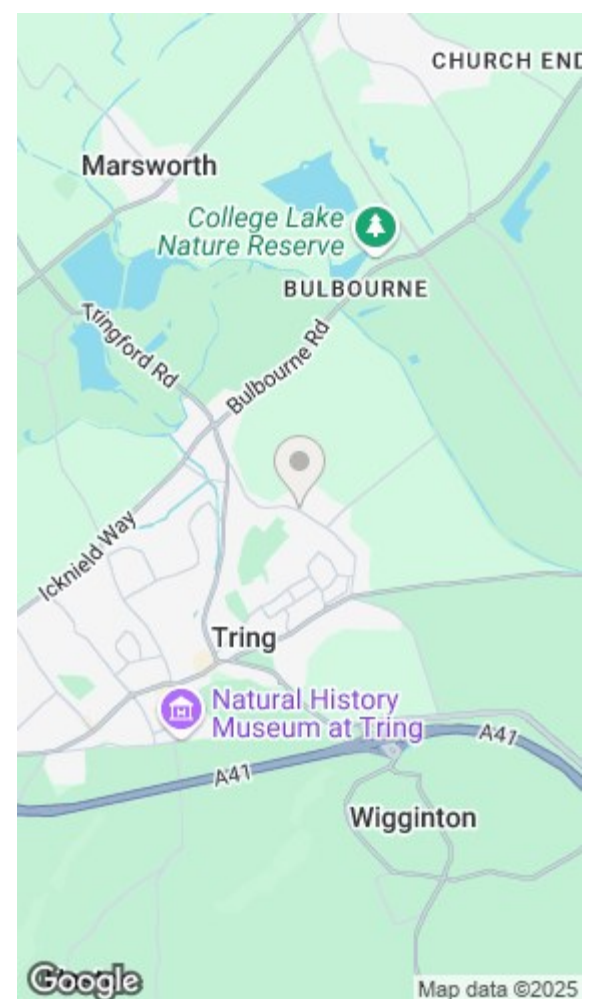 CHURCH END
Marsworth
College Lake
Nature Reserve
BULBOURNE
Tringford Rd
Bulbourne Rd
Icknield Way
Tring
Natural History
Museum at Tring
A41
A41
Wigginton
Google
Map data ©2025